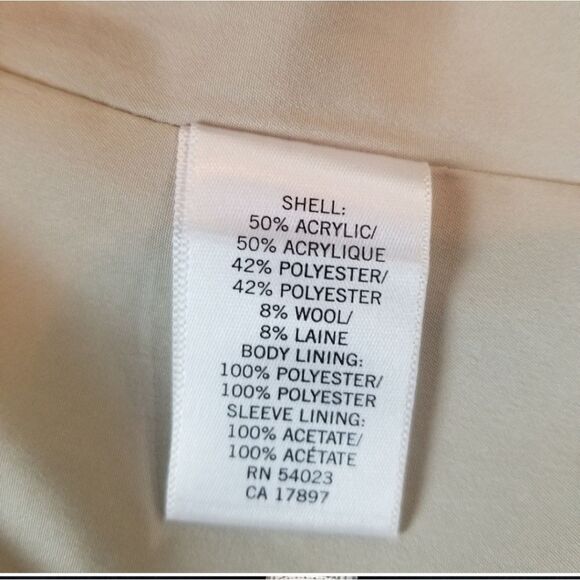 SHELL:
50% ACRYLIC/
50% ACRYLIQUE
42% POLYESTER/
42% POLYESTER
8% WOOL/
8% LAINE
BODY LINING:
100% POLYESTER/
100% POLYESTER
SLEEVE LINING:
100% ACETATE/
100% ACÉTATE
RN 54023
CA 17897